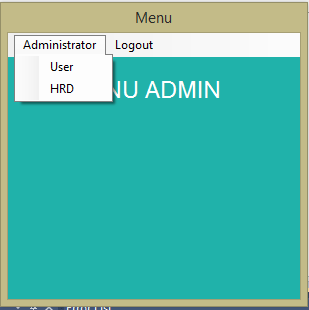 Menu
Administrator Logout
User
HRD
NU ADMIN